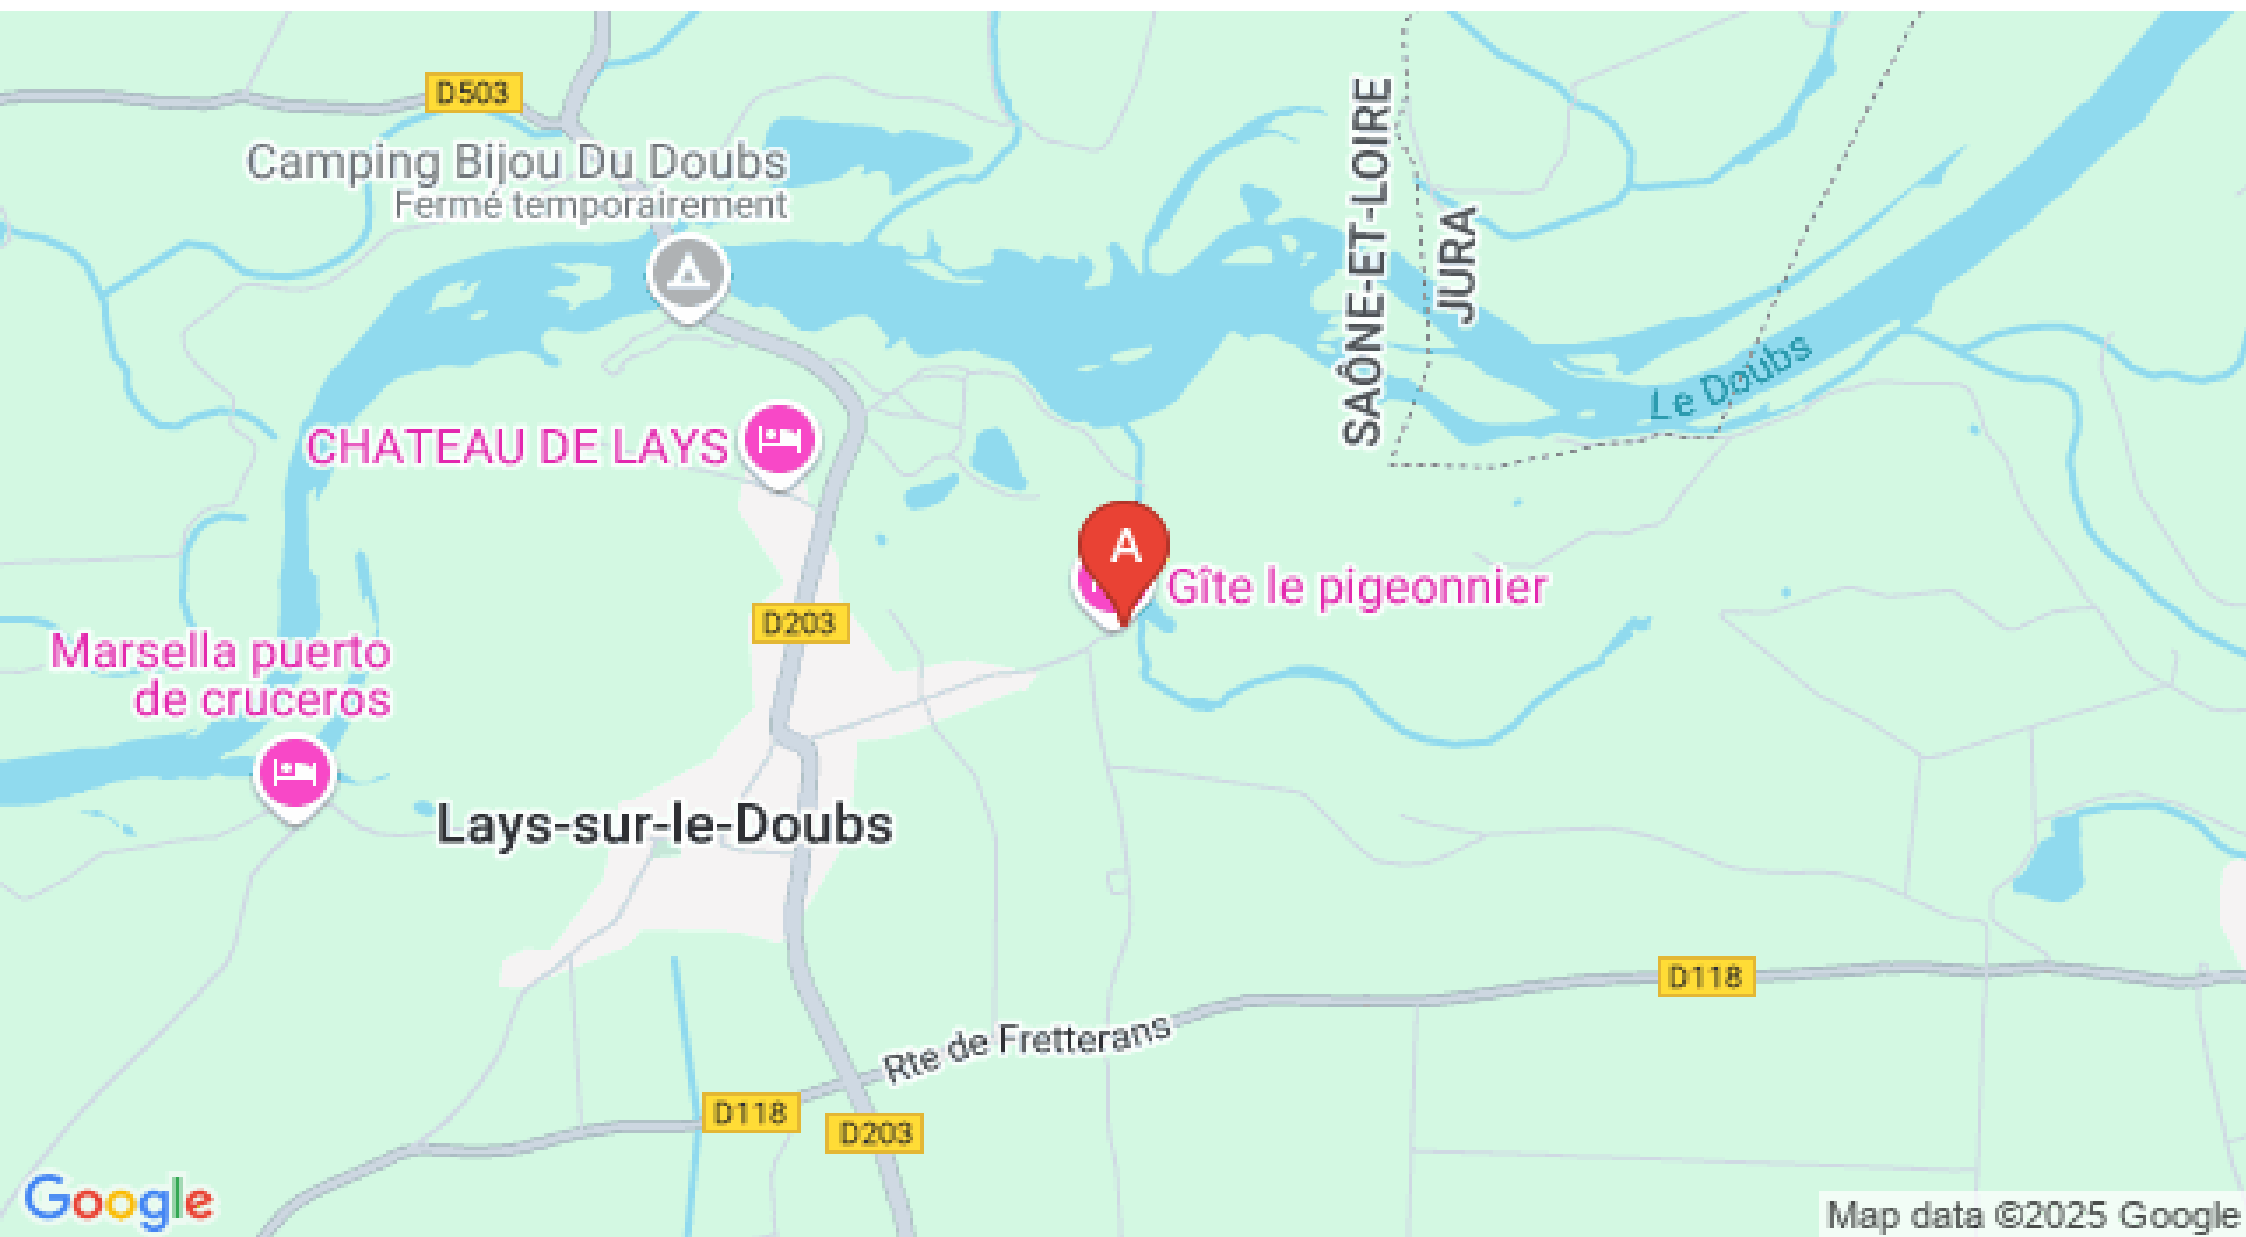 D503
Camping Bijou Du Doubs
Fermé temporairement
SAÔNE-ET-LOIRE
JURA
Le Doubs
CHATEAU DE LAYS
A
Gîte le pigeonnier
D203
Marsella puerto
de cruceros
Lays-sur-le-Doubs
D118
Rte de Fretterans
D118
D203
Google
Map data ©2025 Google